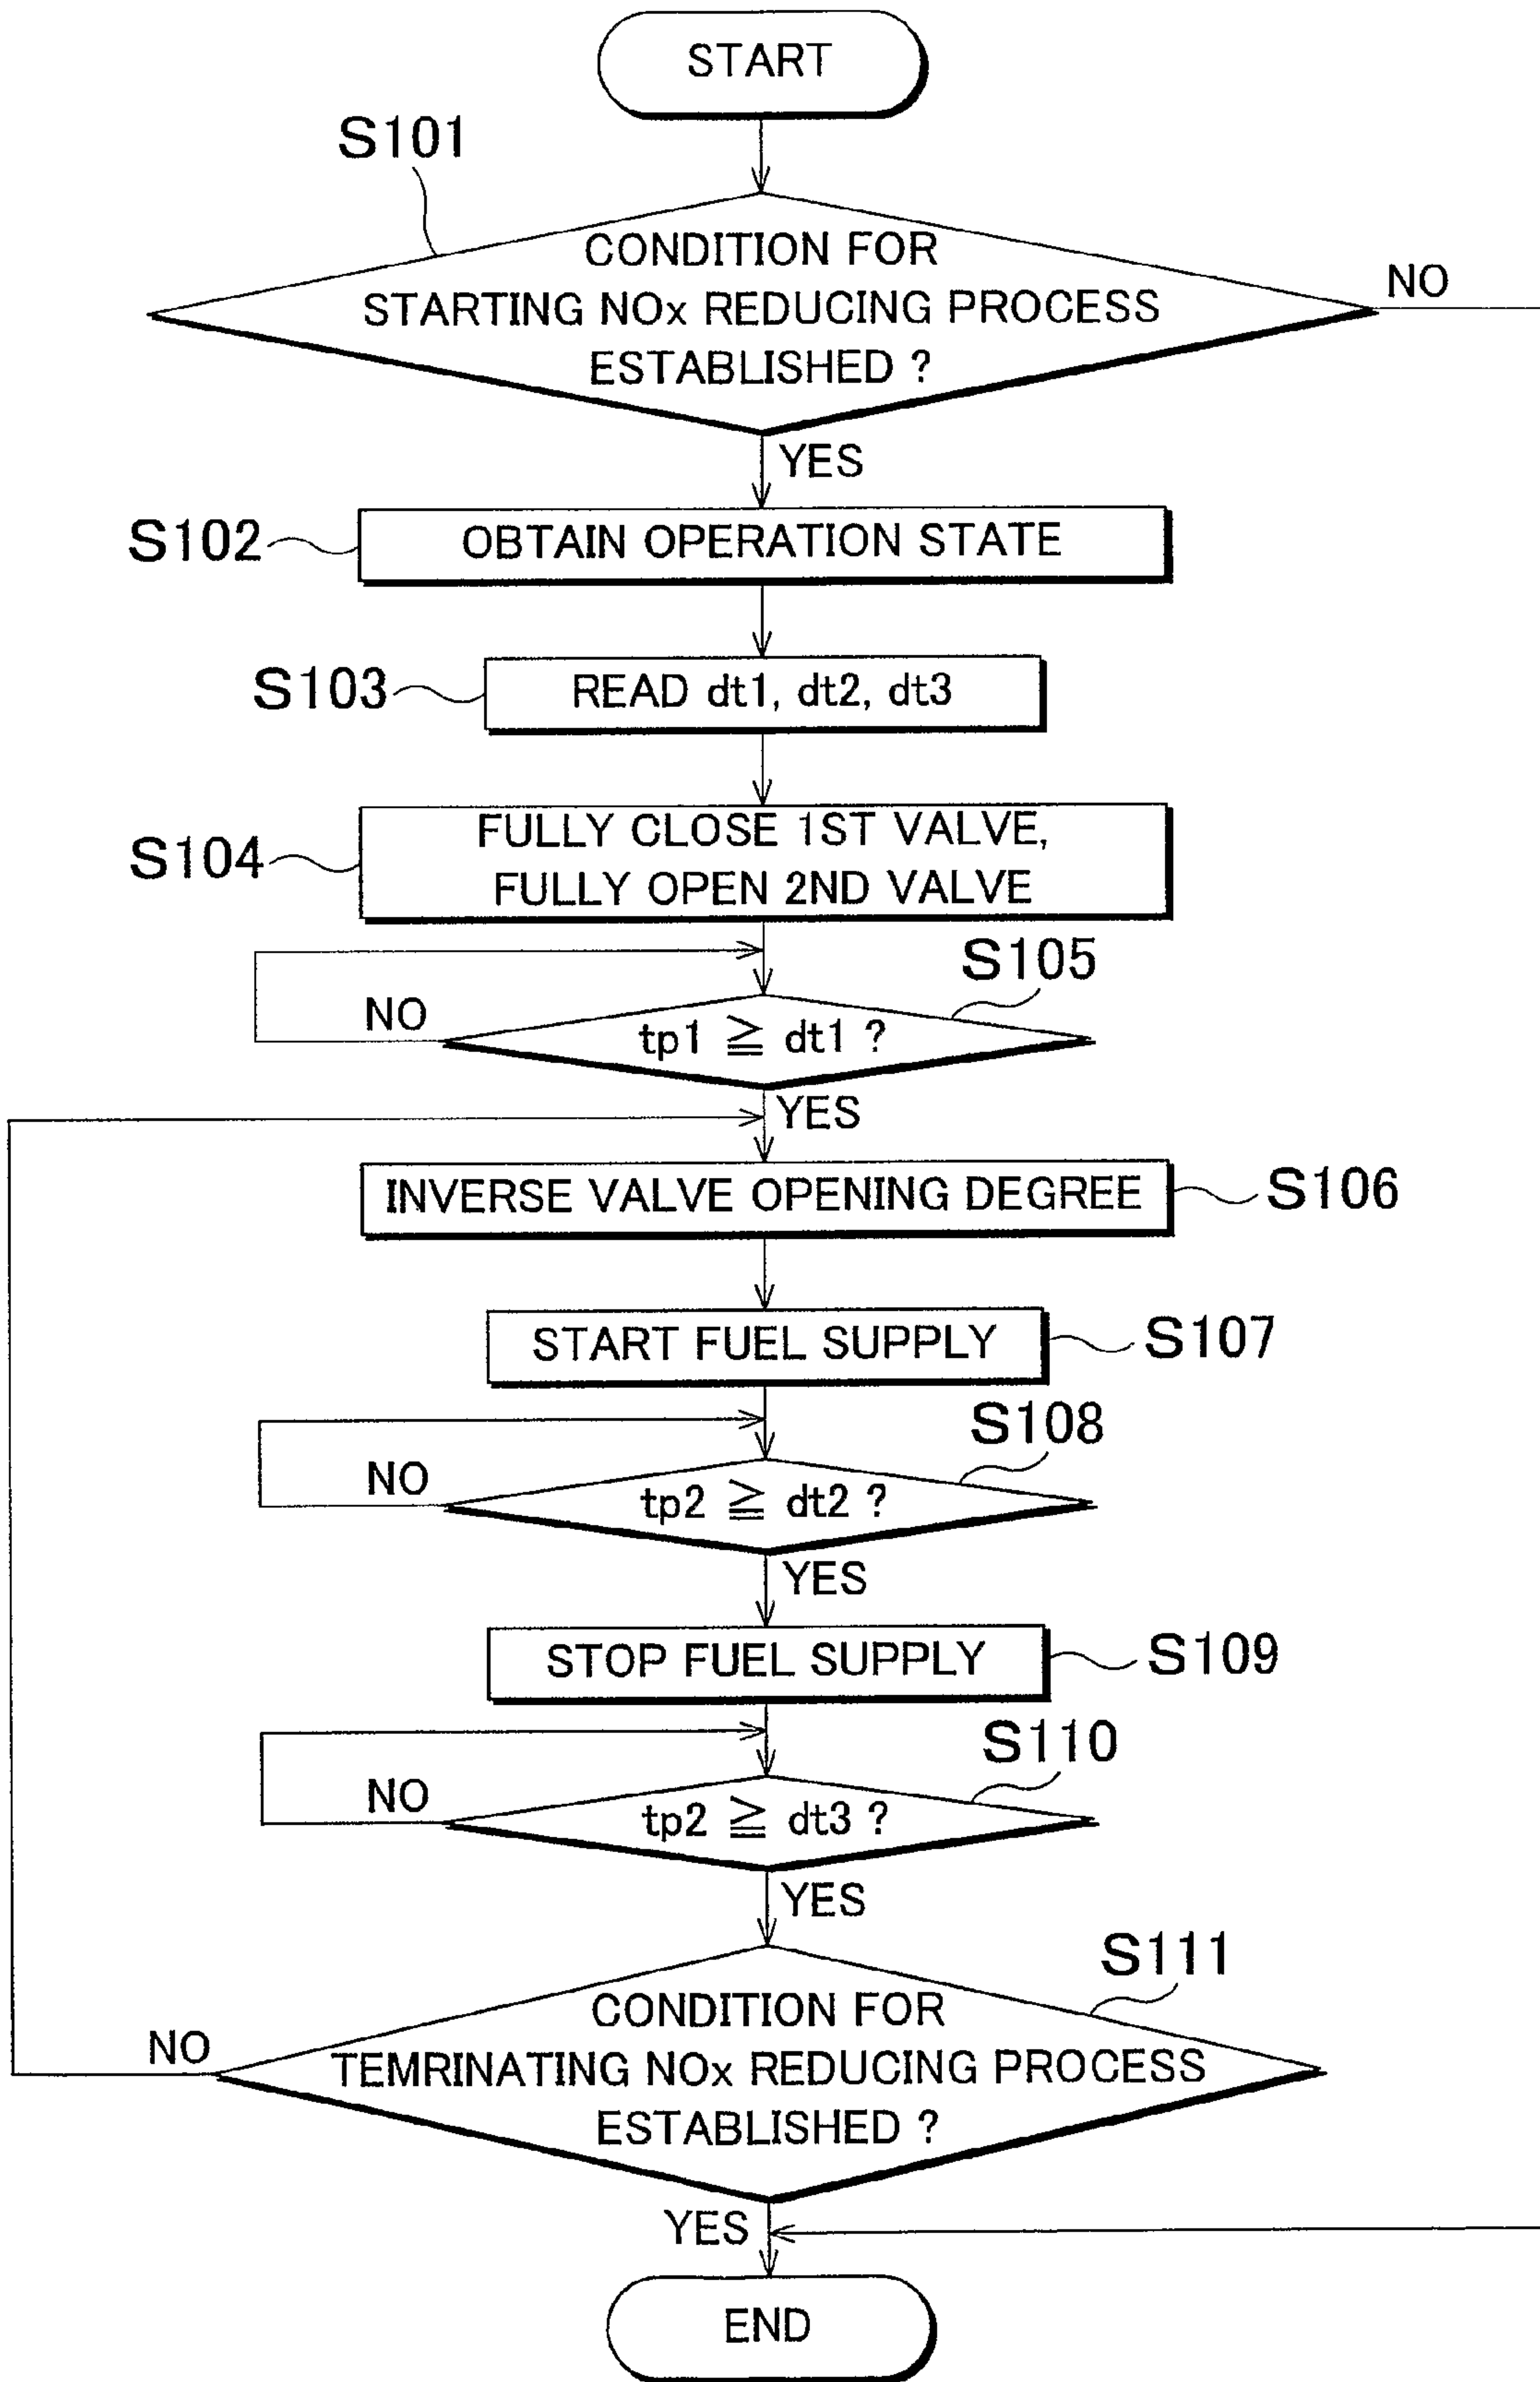 START
S101
CONDITION FOR
STARTING NOx REDUCING PROCESS
ESTABLISHED ?
NO
YES
S102
OBTAIN OPERATION STATE
S103
READ dt1, dt2, dt3
S104
FULLY CLOSE 1ST VALVE,
FULLY OPEN 2ND VALVE
S105
NO
tp1 ≧ dt1 ?
YES
INVERSE VALVE OPENING DEGREE
S106
START FUEL SUPPLY
S107
S108
NO
tp2 ≧ dt2 ?
YES
STOP FUEL SUPPLY
S109
S110
NO
tp2 ≧ dt3 ?
YES
S111
CONDITION FOR
NO
TEMRINATING NOx REDUCING PROCESS
ESTABLISHED ?
YES
END